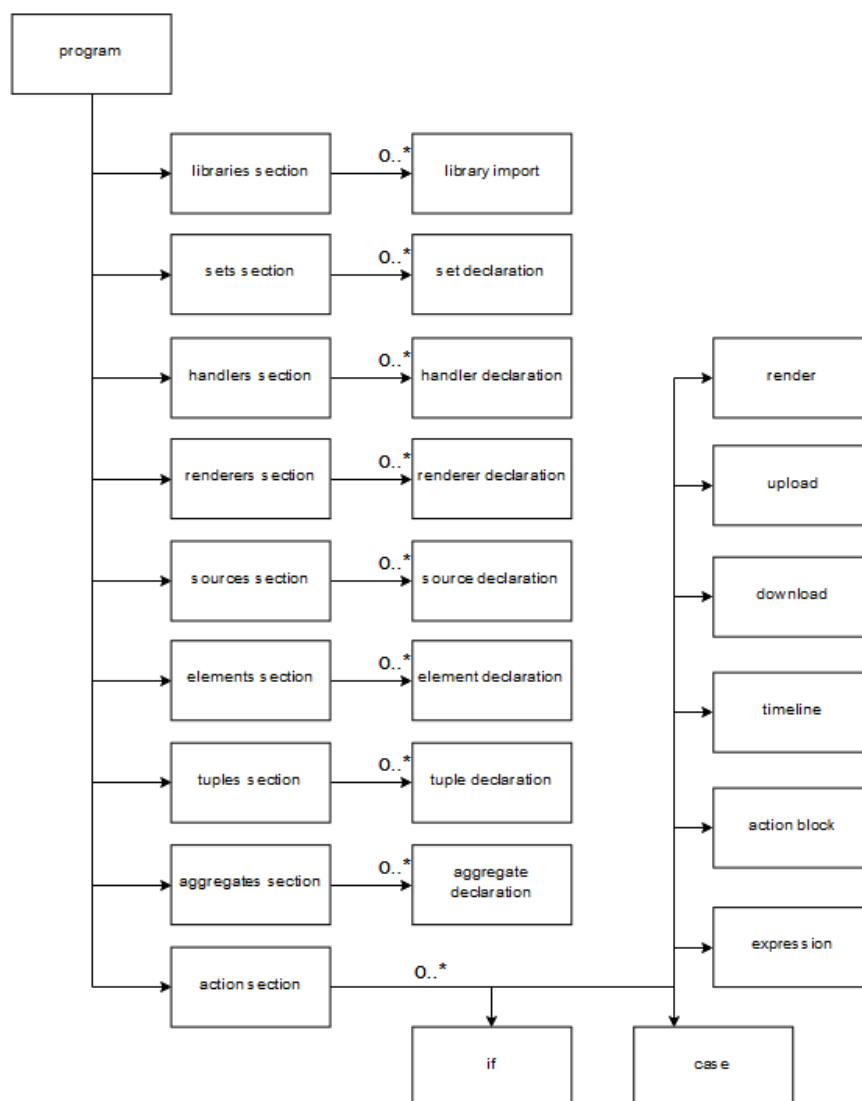 program
libraries section
0..*
library import
sets section
0..*
set declaration
handlers section
0..*
handler declaration
render
renderers section
0..*
renderer declaration
upload
sources section
0..*
source declaration
download
elements section
0..*
element declaration
timeline
tuples section
0..*
tuple declaration
action block
aggregates section
0..*
aggregate
declaration
expression
action section
0..*
if
case